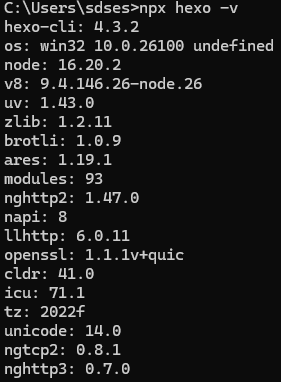 C:\Users\sdses>npx hexo -v
hexo-cli: 4.3.2
os: win32 10.0.26100 undefined
node: 16.20.2
v8: 9.4.146.26-node.26
uv: 1.43.0
zlib: 1.2.11
brotli: 1.0.9
ares: 1.19.1
modules: 93
nghttp2: 1.47.0
napi: 8
llhttp: 6.0.11
openssl: 1.1.1v+quic
cldr: 41.0
icu: 71.1
tz: 2022f
unicode: 14.0
ngtcp2: 0.8.1
nghttp3: 0.7.0